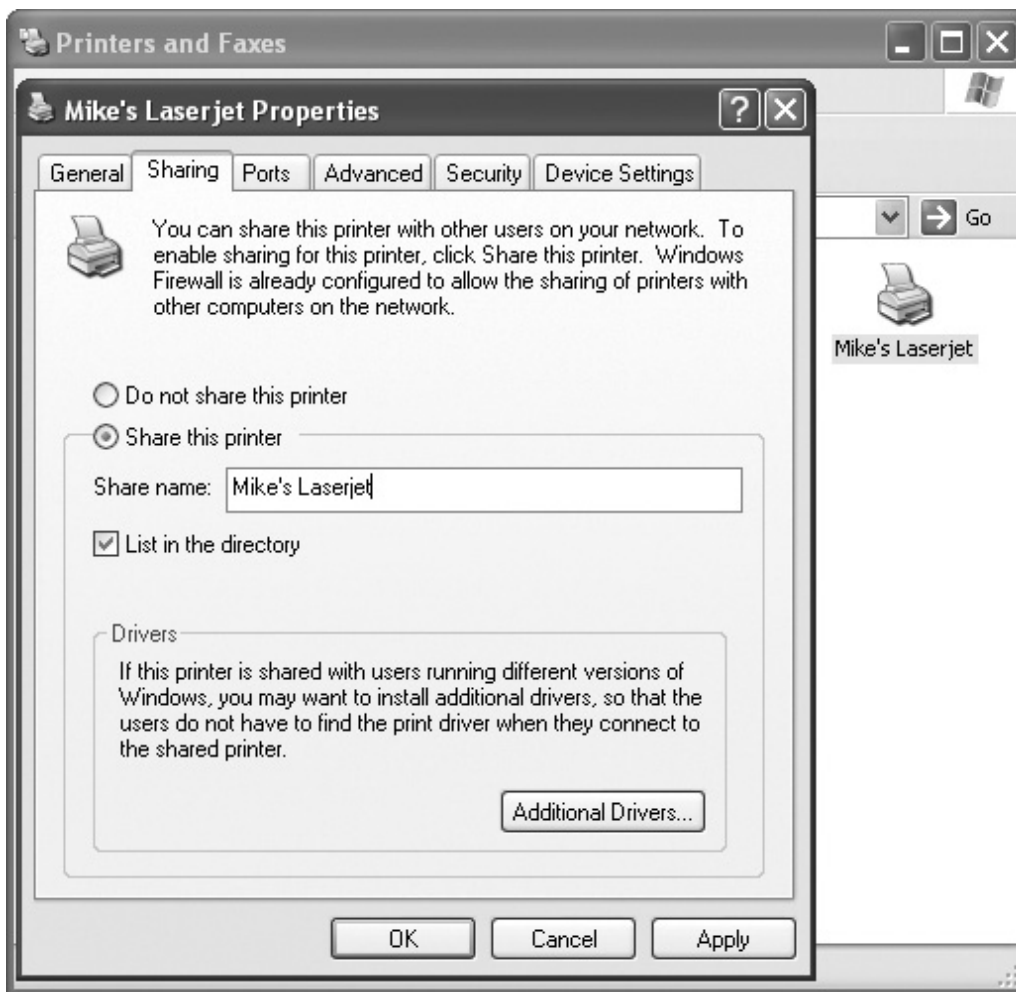 Printers and Faxes
Mike's Laserjet Properties
General Sharing Ports Advanced Security Device Settings
You can share this printer with other users on your network. To
enable sharing for this printer, click Share this printer. Windows
Firewall is already configured to allow the sharing of printers with
other computers on the network.
Go
Mike's Laserjet
Do not share this printer
Share this printer
Share name: Mike's Laserjet
List in the directory
Drivers
If this printer is shared with users running different versions of
Windows, you may want to install additional drivers, so that the
users do not have to find the print driver when they connect to
the shared printer.
Additional Drivers...
OK Cancel Apply